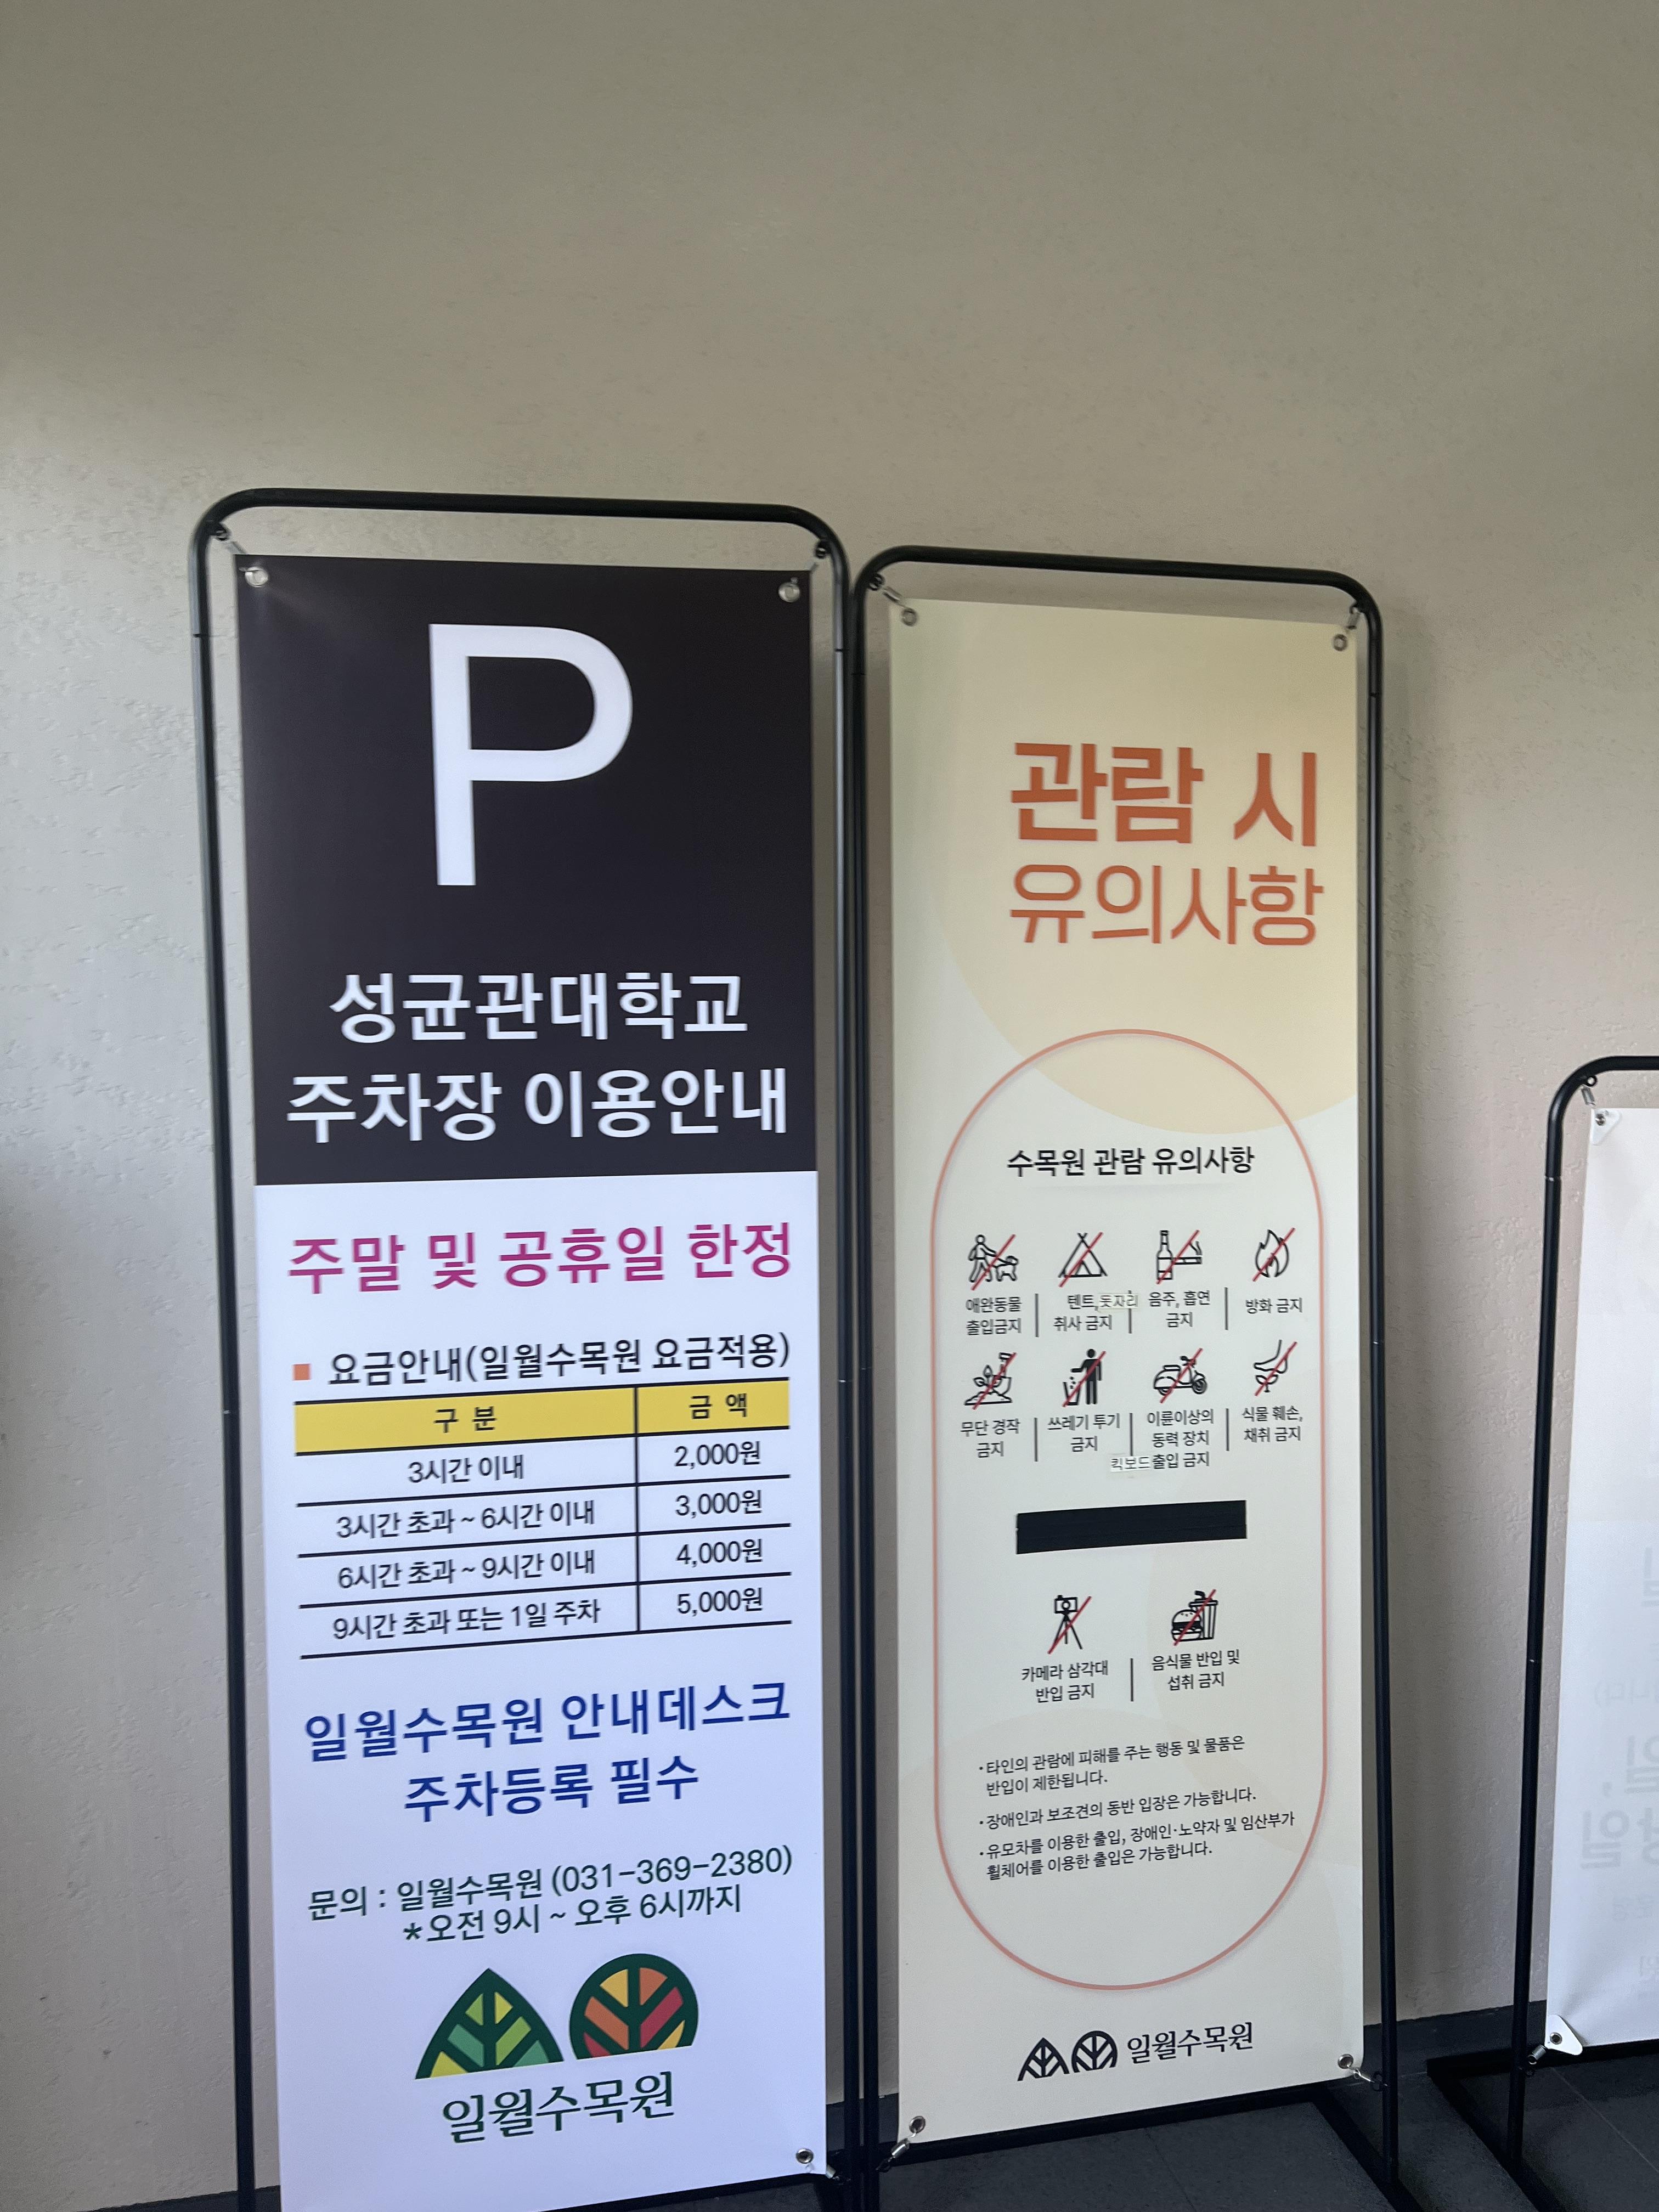 P
성균관대학교
주차장 이용안내
주말 및 공휴일 한정
요금안내(일월수목원 요금적용)
구 분 금 액
3시간 이내 2,000원
3시간 초과 ~ 6시간 이내 3,000원
6시간 초과 ~ 9시간 이내 4,000원
9시간 초과 또는 1일 주차 5,000원
일월수목원 안내데스크
주차등록 필수
문의 : 일월수목원 (031-369-2380)
*오전 9시 ~ 오후 6시까지
일월수목원
관람 시
유의사항
수목원 관람 유의사항
애완동물
출입금지
텐트,돗자리
취사 금지
음주, 흡연
금지
방화 금지
무단 경작
금지
쓰레기 투기
금지
이륜이상의
동력 장치
킥보드출입 금지
식물 훼손,
채취 금지
카메라 삼각대
반입 금지
음식물 반입 및
섭취 금지
·타인의 관람에 피해를 주는 행동 및 물품은
반입이 제한됩니다.
·장애인과 보조견의 동반 입장은 가능합니다.
·유모차를 이용한 출입, 장애인·노약자 및 임산부가
휠체어를 이용한 출입은 가능합니다.
일월수목원